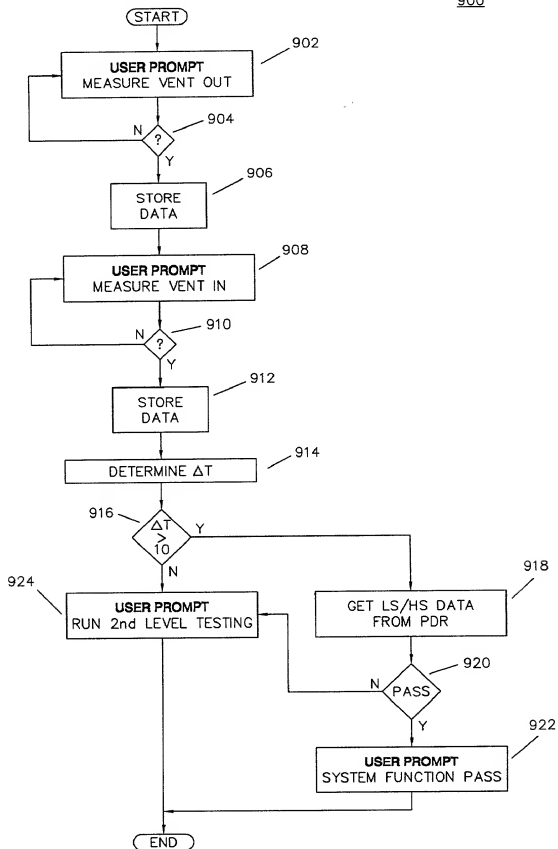 900
START
902
USER PROMPT
MEASURE VENT OUT
904
N
?
Y
906
STORE
DATA
908
USER PROMPT
MEASURE VENT IN
910
N
?
Y
912
STORE
DATA
914
DETERMINE ΔT
916
ΔT
>
10
Y
N
924
USER PROMPT
RUN 2nd LEVEL TESTING
918
GET LS/HS DATA
FROM PDR
920
N
PASS
Y
922
USER PROMPT
SYSTEM FUNCTION PASS
END